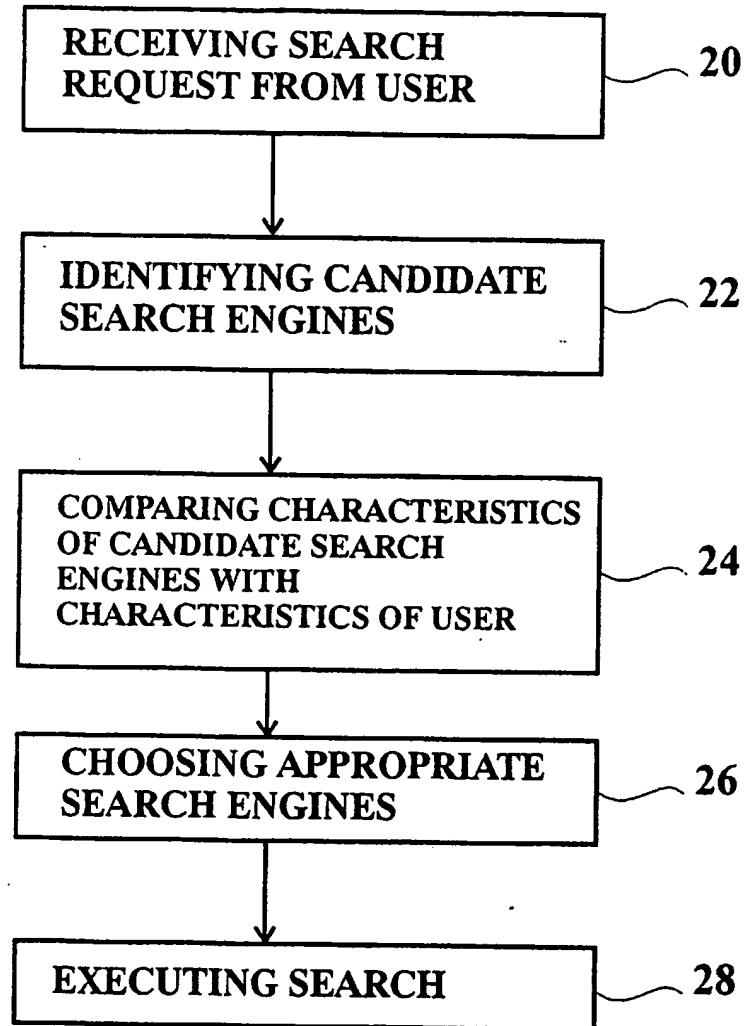 RECEIVING SEARCH
REQUEST FROM USER
20
IDENTIFYING CANDIDATE
SEARCH ENGINES
22
COMPARING CHARACTERISTICS
OF CANDIDATE SEARCH
ENGINES WITH
CHARACTERISTICS OF USER
24
CHOOSING APPROPRIATE
SEARCH ENGINES
26
EXECUTING SEARCH
28